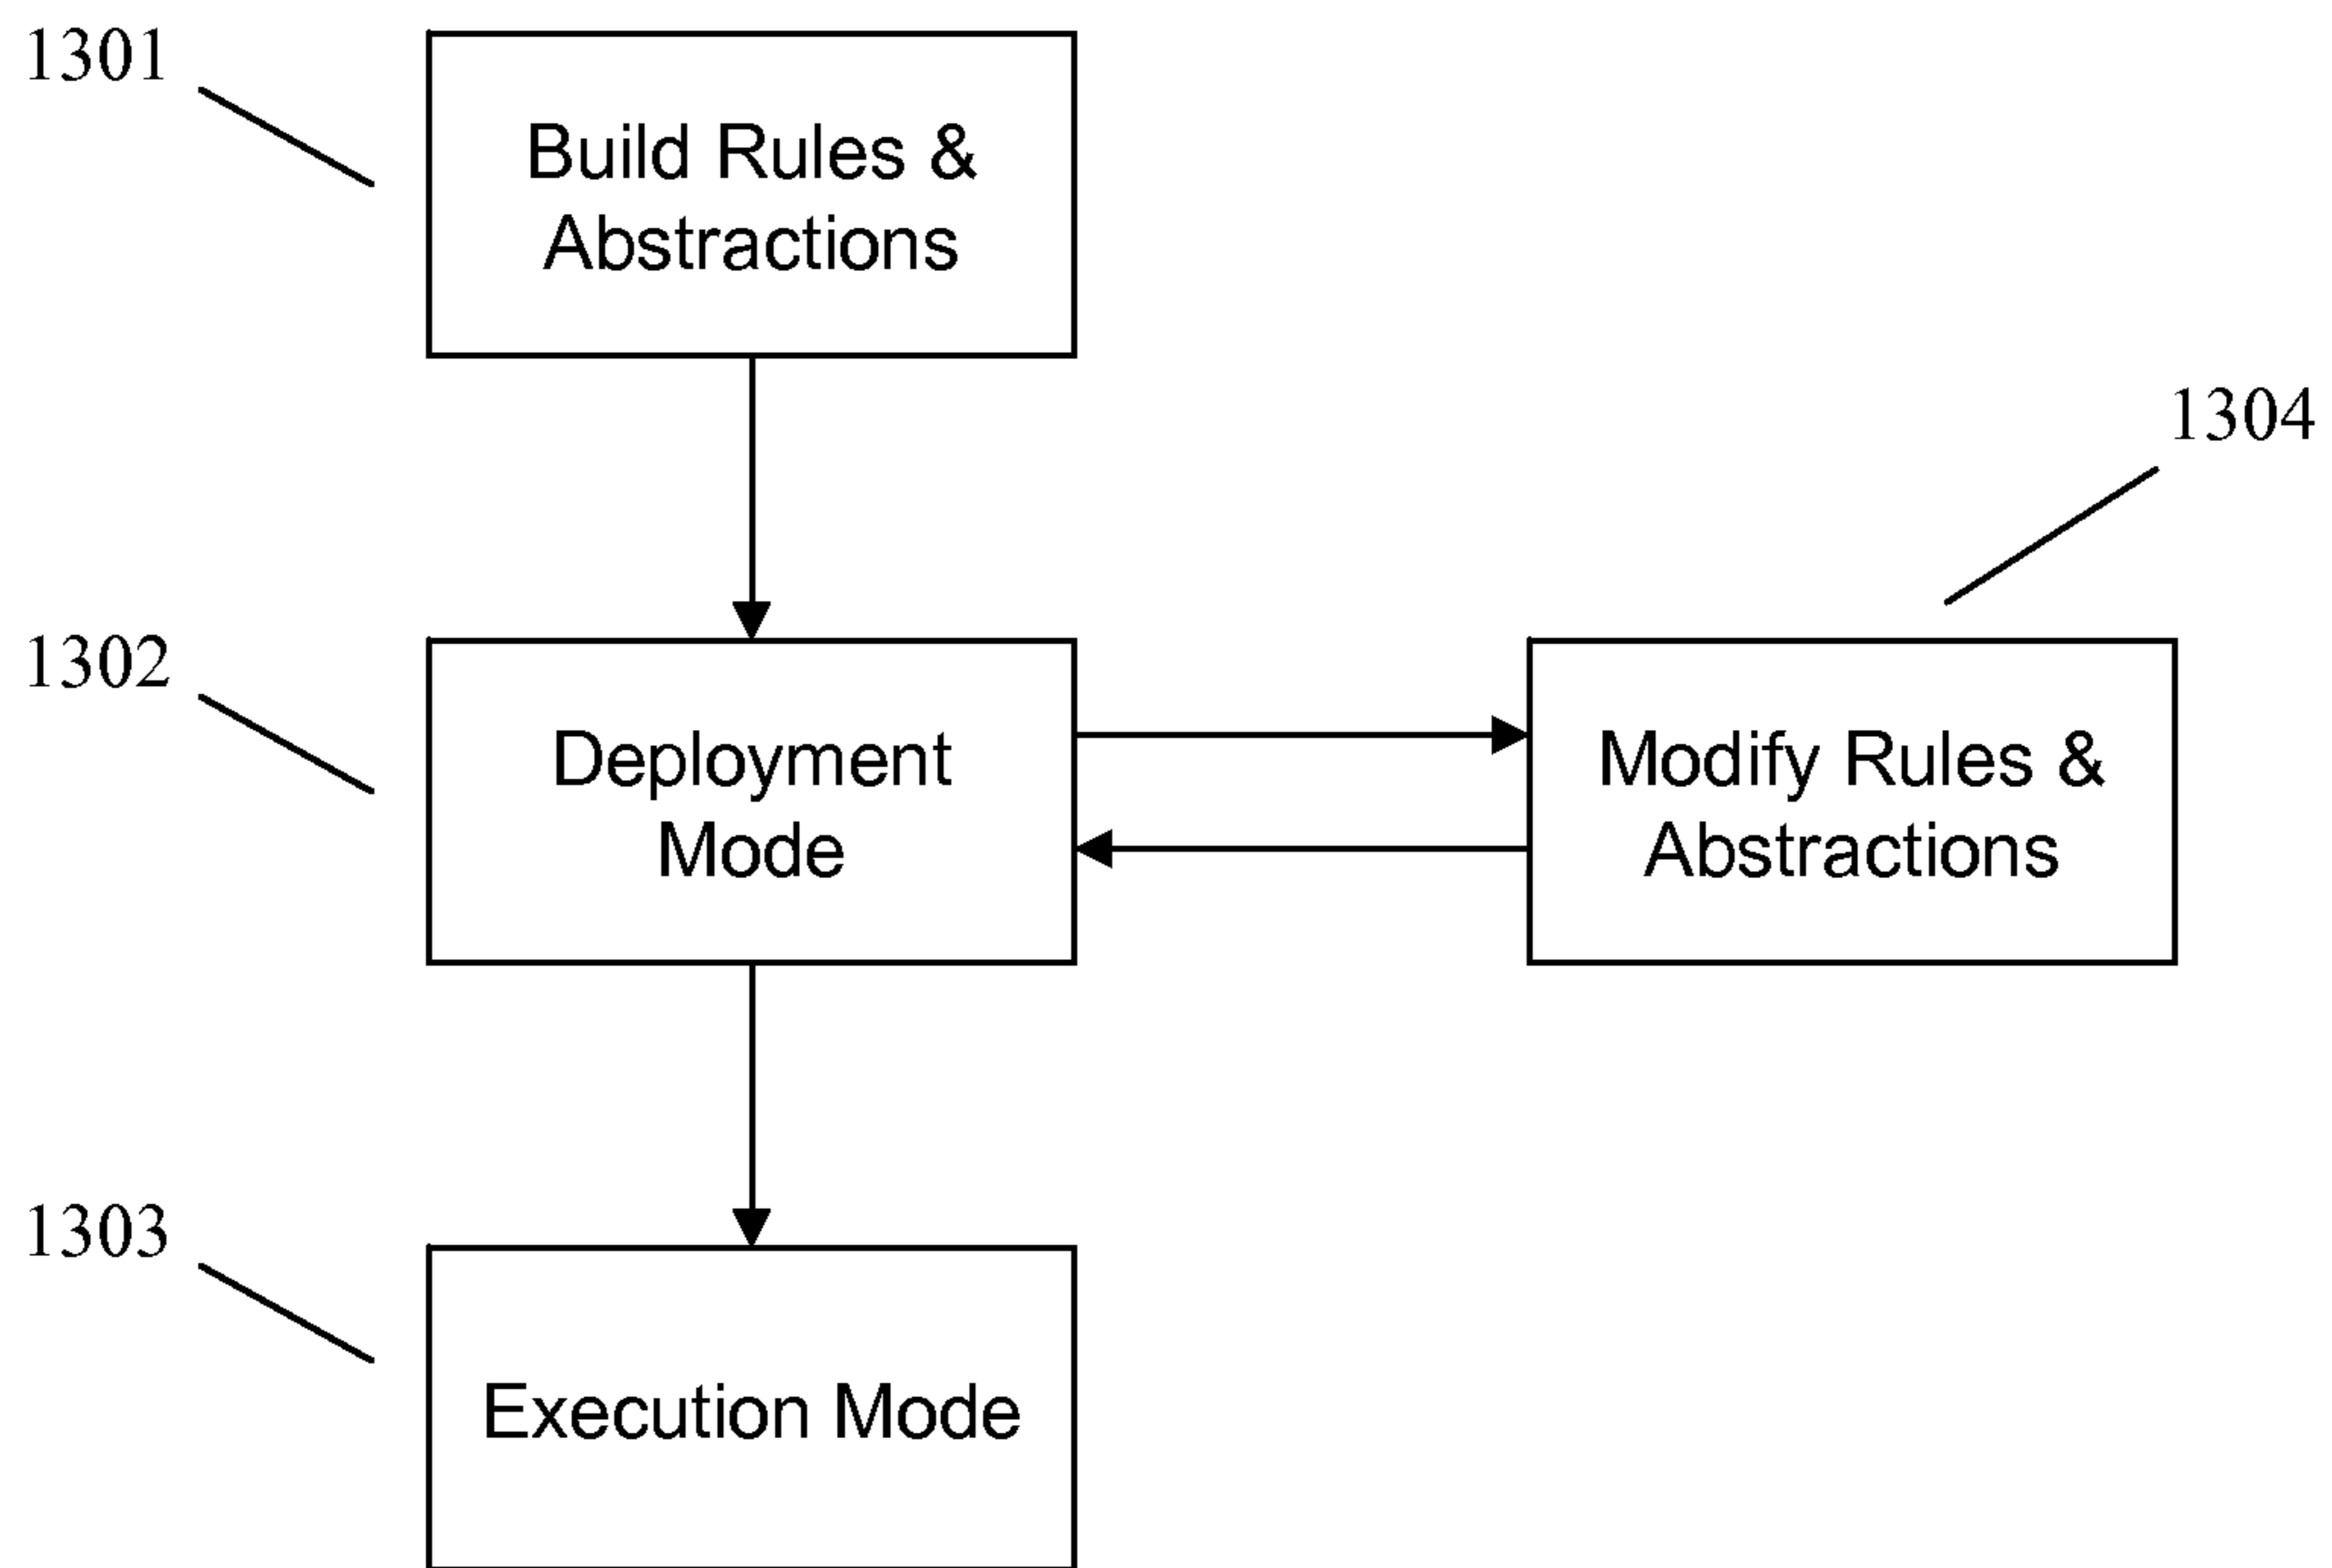 1301
Build Rules &
Abstractions
1304
1302
Deployment
Mode
Modify Rules &
Abstractions
1303
Execution Mode